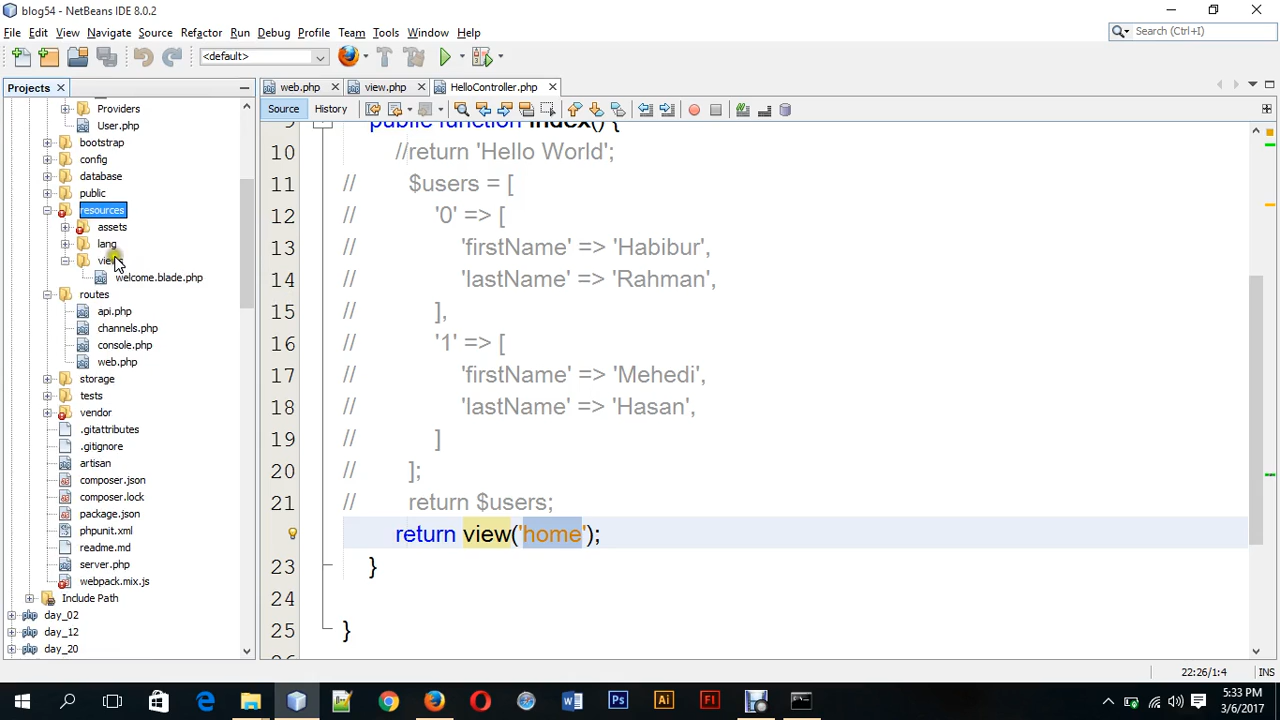 blog54 - NetBeans IDE 8.0.2
File Edit View Navigate Source Refactor Run Debug Profile Team Tools Window Help
Search (Ctrl+I)
<default>
Projects
web.php view.php HelloController.php
Source History
Providers
User.php
bootstrap
config
database
public
resources
assets
lang
welcome.blade.php
routes
api.php
channels.php
console.php
web.php
storage
tests
vendor
.gitattributes
.gitignore
artisan
composer.json
composer.lock
package.json
phpunit.xml
readme.md
server.php
webpack.mix.js
Include Path
day_02
day_12
day_20
9 public function index() {
10 //return 'Hello World';
11 // $users = [
12 // '0' => [
13 // 'firstName' => 'Habibur',
14 // 'lastName' => 'Rahman',
15 // ],
16 // '1' => [
17 // 'firstName' => 'Mehedi',
18 // 'lastName' => 'Hasan',
19 // ]
20 // ];
21 // return $users;
return view('home');
23 }
24
25 }
22:26/1:4 INS
5:33 PM
3/6/2017